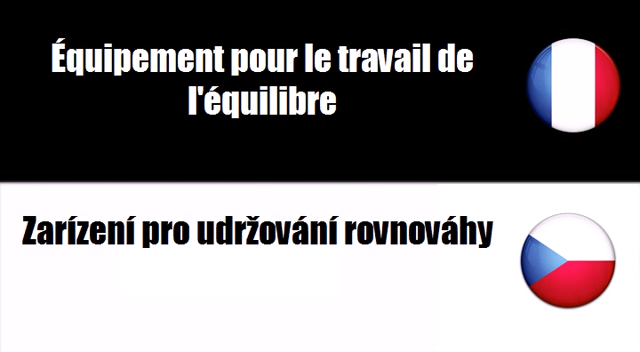 Équipement pour le travail de
l'équilibre
Zarízení pro udržování rovnováhy